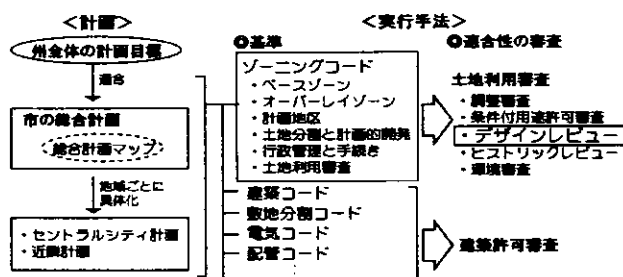 ＜計画＞
州全体の計画目標
適合
市の総合計画
総合計画マップ
地域ごとに
具体化
・セントラルシティ計画
・近隣計画
＜実行手法＞
◎基準
ゾーニングコード
・ベースゾーン
・オーバーレイゾーン
・計画地区
・土地分割と計画的開発
・行政管理と手続き
・土地利用審査
建築コード
敷地分割コード
電気コード
配管コード
◎適合性の審査
土地利用審査
・調整審査
・条件付用途許可審査
・デザインレビュー
・ヒストリックレビュー
・環境審査
建築許可審査